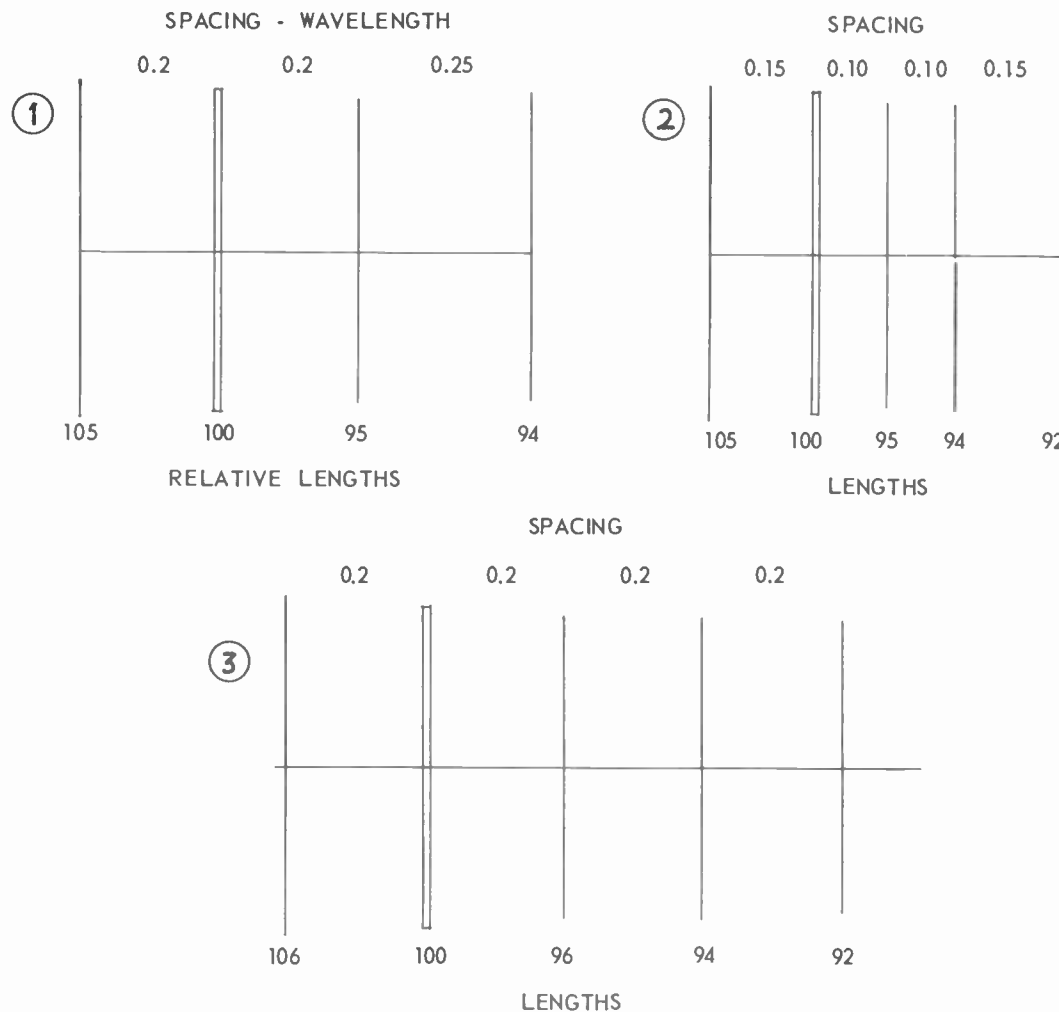 SPACING - WAVELENGTH
0.2 0.2 0.25
1
105 100 95 94
RELATIVE LENGTHS
SPACING
0.15 0.10 0.10 0.15
2
105 100 95 94 92
LENGTHS
SPACING
0.2 0.2 0.2 0.2
3
106 100 96 94 92
LENGTHS